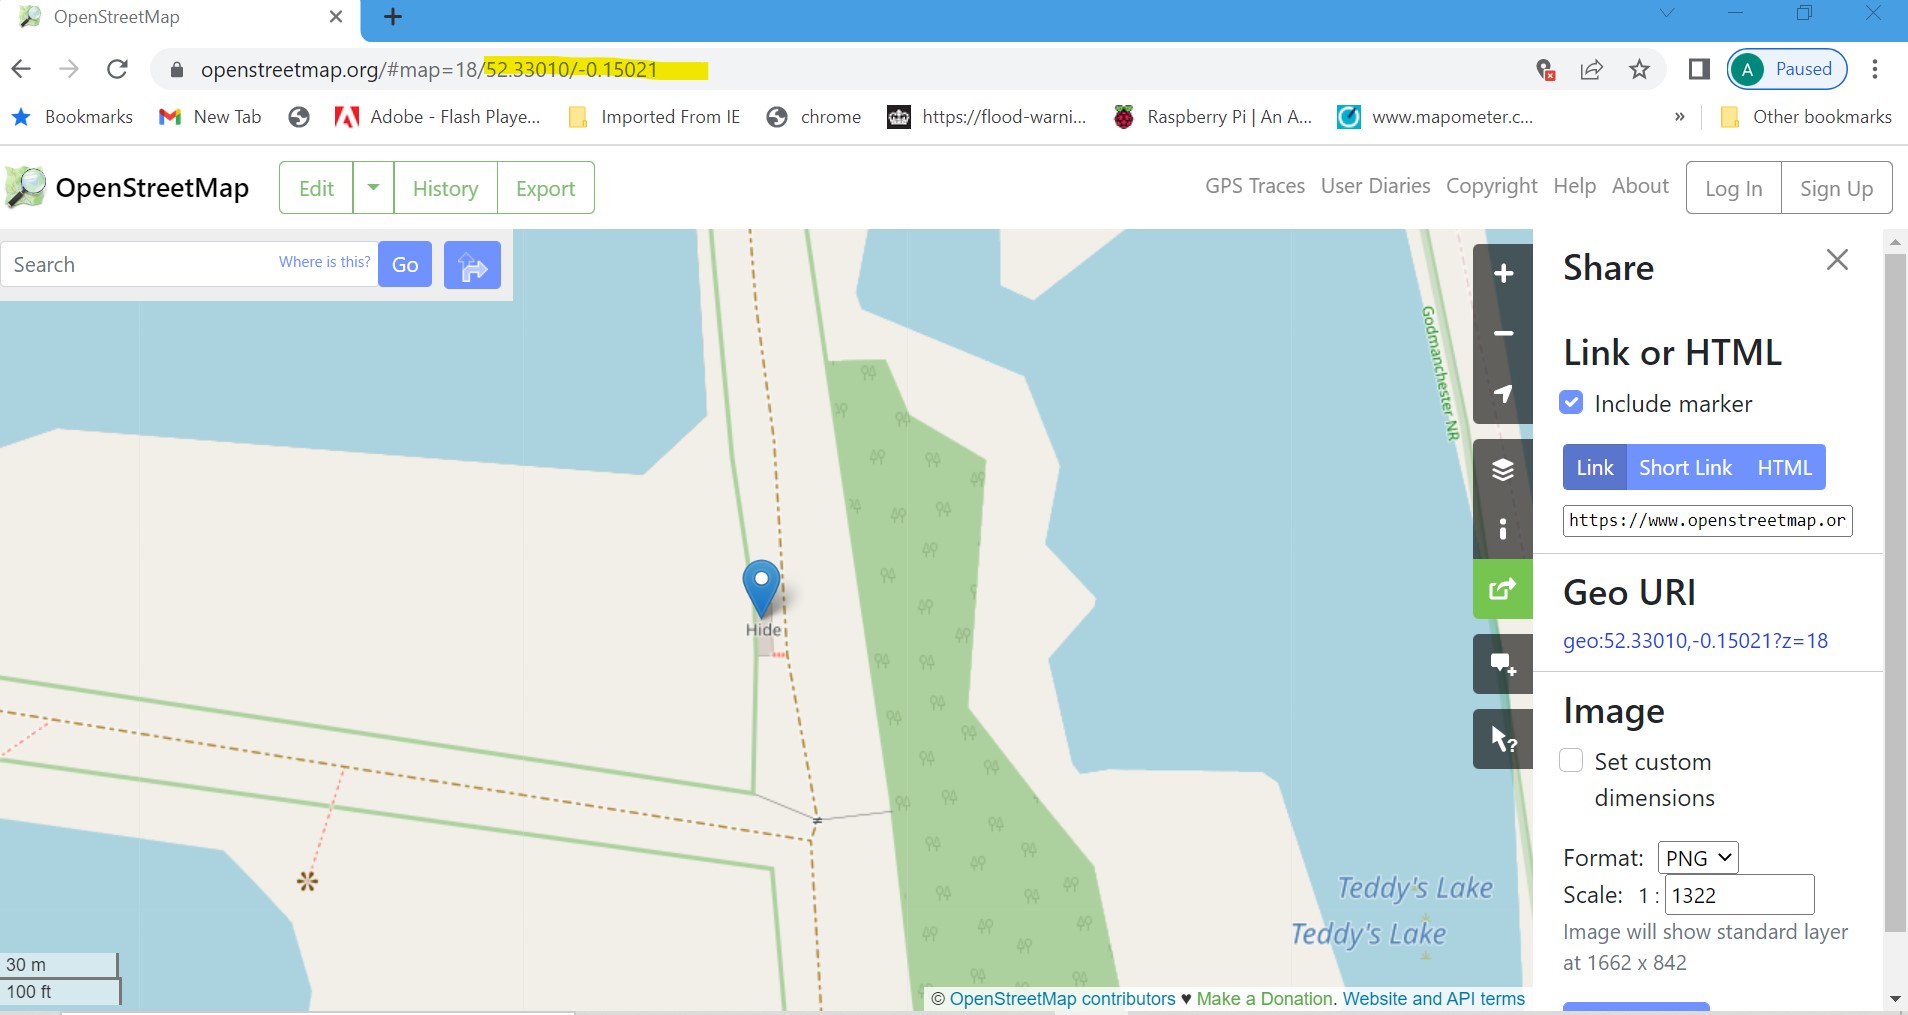 OpenStreetMap
openstreetmap.org/#map=18/52.33010/-0.15021
A Paused
Bookmarks New Tab Adobe - Flash Playe... Imported From IE chrome https://flood-warni... Raspberry Pi | An A... www.mapometer.c... » Other bookmarks
OpenStreetMap Edit History Export GPS Traces User Diaries Copyright Help About Log In Sign Up
Search Where is this? Go
Share
Link or HTML
Include marker
Link Short Link HTML
https://www.openstreetmap.or
Geo URI
geo:52.33010,-0.15021?z=18
Image
Set custom
dimensions
Format: PNG
Scale: 1 : 1322
Image will show standard layer
at 1662 x 842
Godmanchester NR
Hide
Teddy's Lake
Teddy's Lake
30 m
100 ft
© OpenStreetMap contributors ♥ Make a Donation. Website and API terms